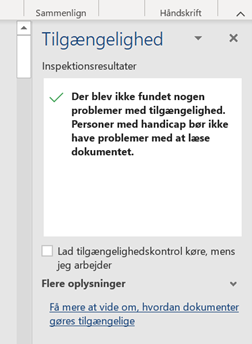 Sammenlign
Håndskrift
Tilgængelighed
Inspektionsresultater
Der blev ikke fundet nogen
problemer med tilgængelighed.
Personer med handicap bør ikke
have problemer med at læse
dokumentet.
Lad tilgængelighedskontrol køre, mens
jeg arbejder
Flere oplysninger
Få mere at vide om, hvordan dokumenter
gøres tilgængelige